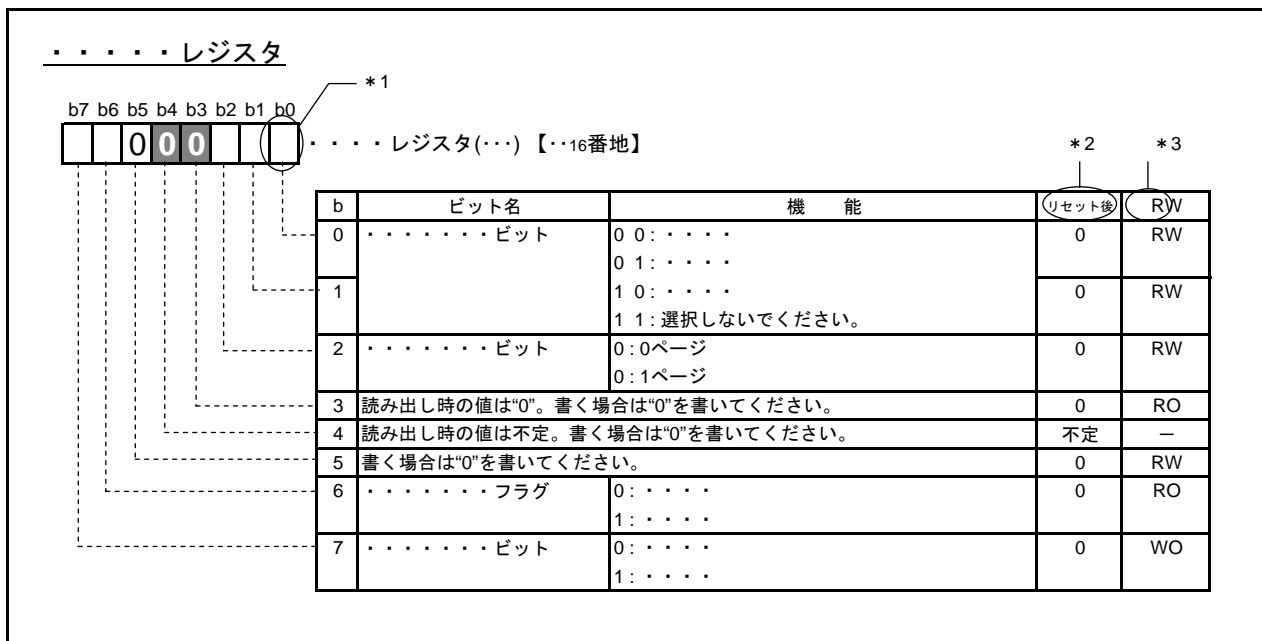 ・・・・・レジスタ
＊1
b7 b6 b5 b4 b3 b2 b1 b0
0 0 0
・・・・レジスタ(･･･) 【･･16番地】
＊2 ＊3
b ビット名 機 能 リセット後 RW
0 ・・・・・・・ビット 0 0 : ・・・・ 0 RW
0 1 : ・・・・
1 1 0 : ・・・・ 0 RW
1 1 : 選択しないでください。
2 ・・・・・・・ビット 0 : 0ページ 0 RW
0 : 1ページ
3 読み出し時の値は“0”。書く場合は“0”を書いてください。 0 RO
4 読み出し時の値は不定。書く場合は“0”を書いてください。 不定 －
5 書く場合は“0”を書いてください。 0 RW
6 ・・・・・・・フラグ 0 : ・・・・ 0 RO
1 : ・・・・
7 ・・・・・・・ビット 0 : ・・・・ 0 WO
1 : ・・・・